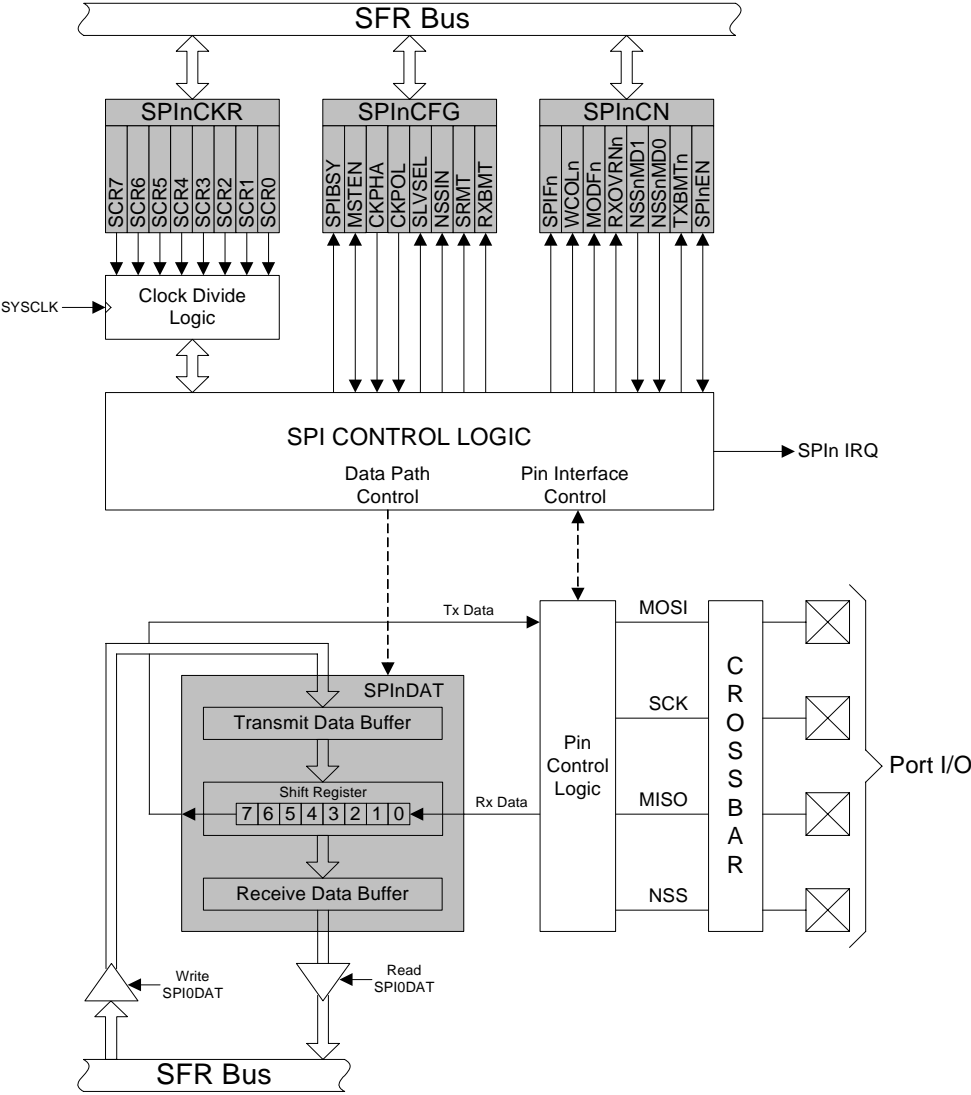 SFR Bus
SPInCKR
SPInCFG
SPInCN
SCR7
SCR6
SCR5
SCR4
SCR3
SCR2
SCR1
SCR0
SPIBSY
MSTEN
CKPHA
CKPOL
SLVSEL
NSSIN
SRMT
RXBMT
SPIFn
WCOLn
MODFn
RXOVRNn
NSSnMD1
NSSnMD0
TXBMTn
SPInEN
SYSCLK
Clock Divide
Logic
SPI CONTROL LOGIC
SPIn IRQ
Data Path
Control
Pin Interface
Control
Tx Data
SPInDAT
Transmit Data Buffer
Shift Register
7 6 5 4 3 2 1 0
Rx Data
Receive Data Buffer
Pin
Control
Logic
MOSI
SCK
MISO
NSS
CROSSBAR
Port I/O
Write
SPI0DAT
Read
SPI0DAT
SFR Bus